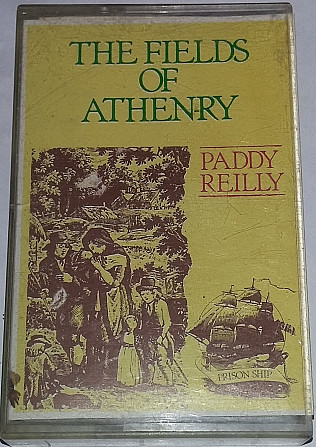 THE FIELDS
OF
ATHENRY
PADDY
REILLY
PRISON SHIP